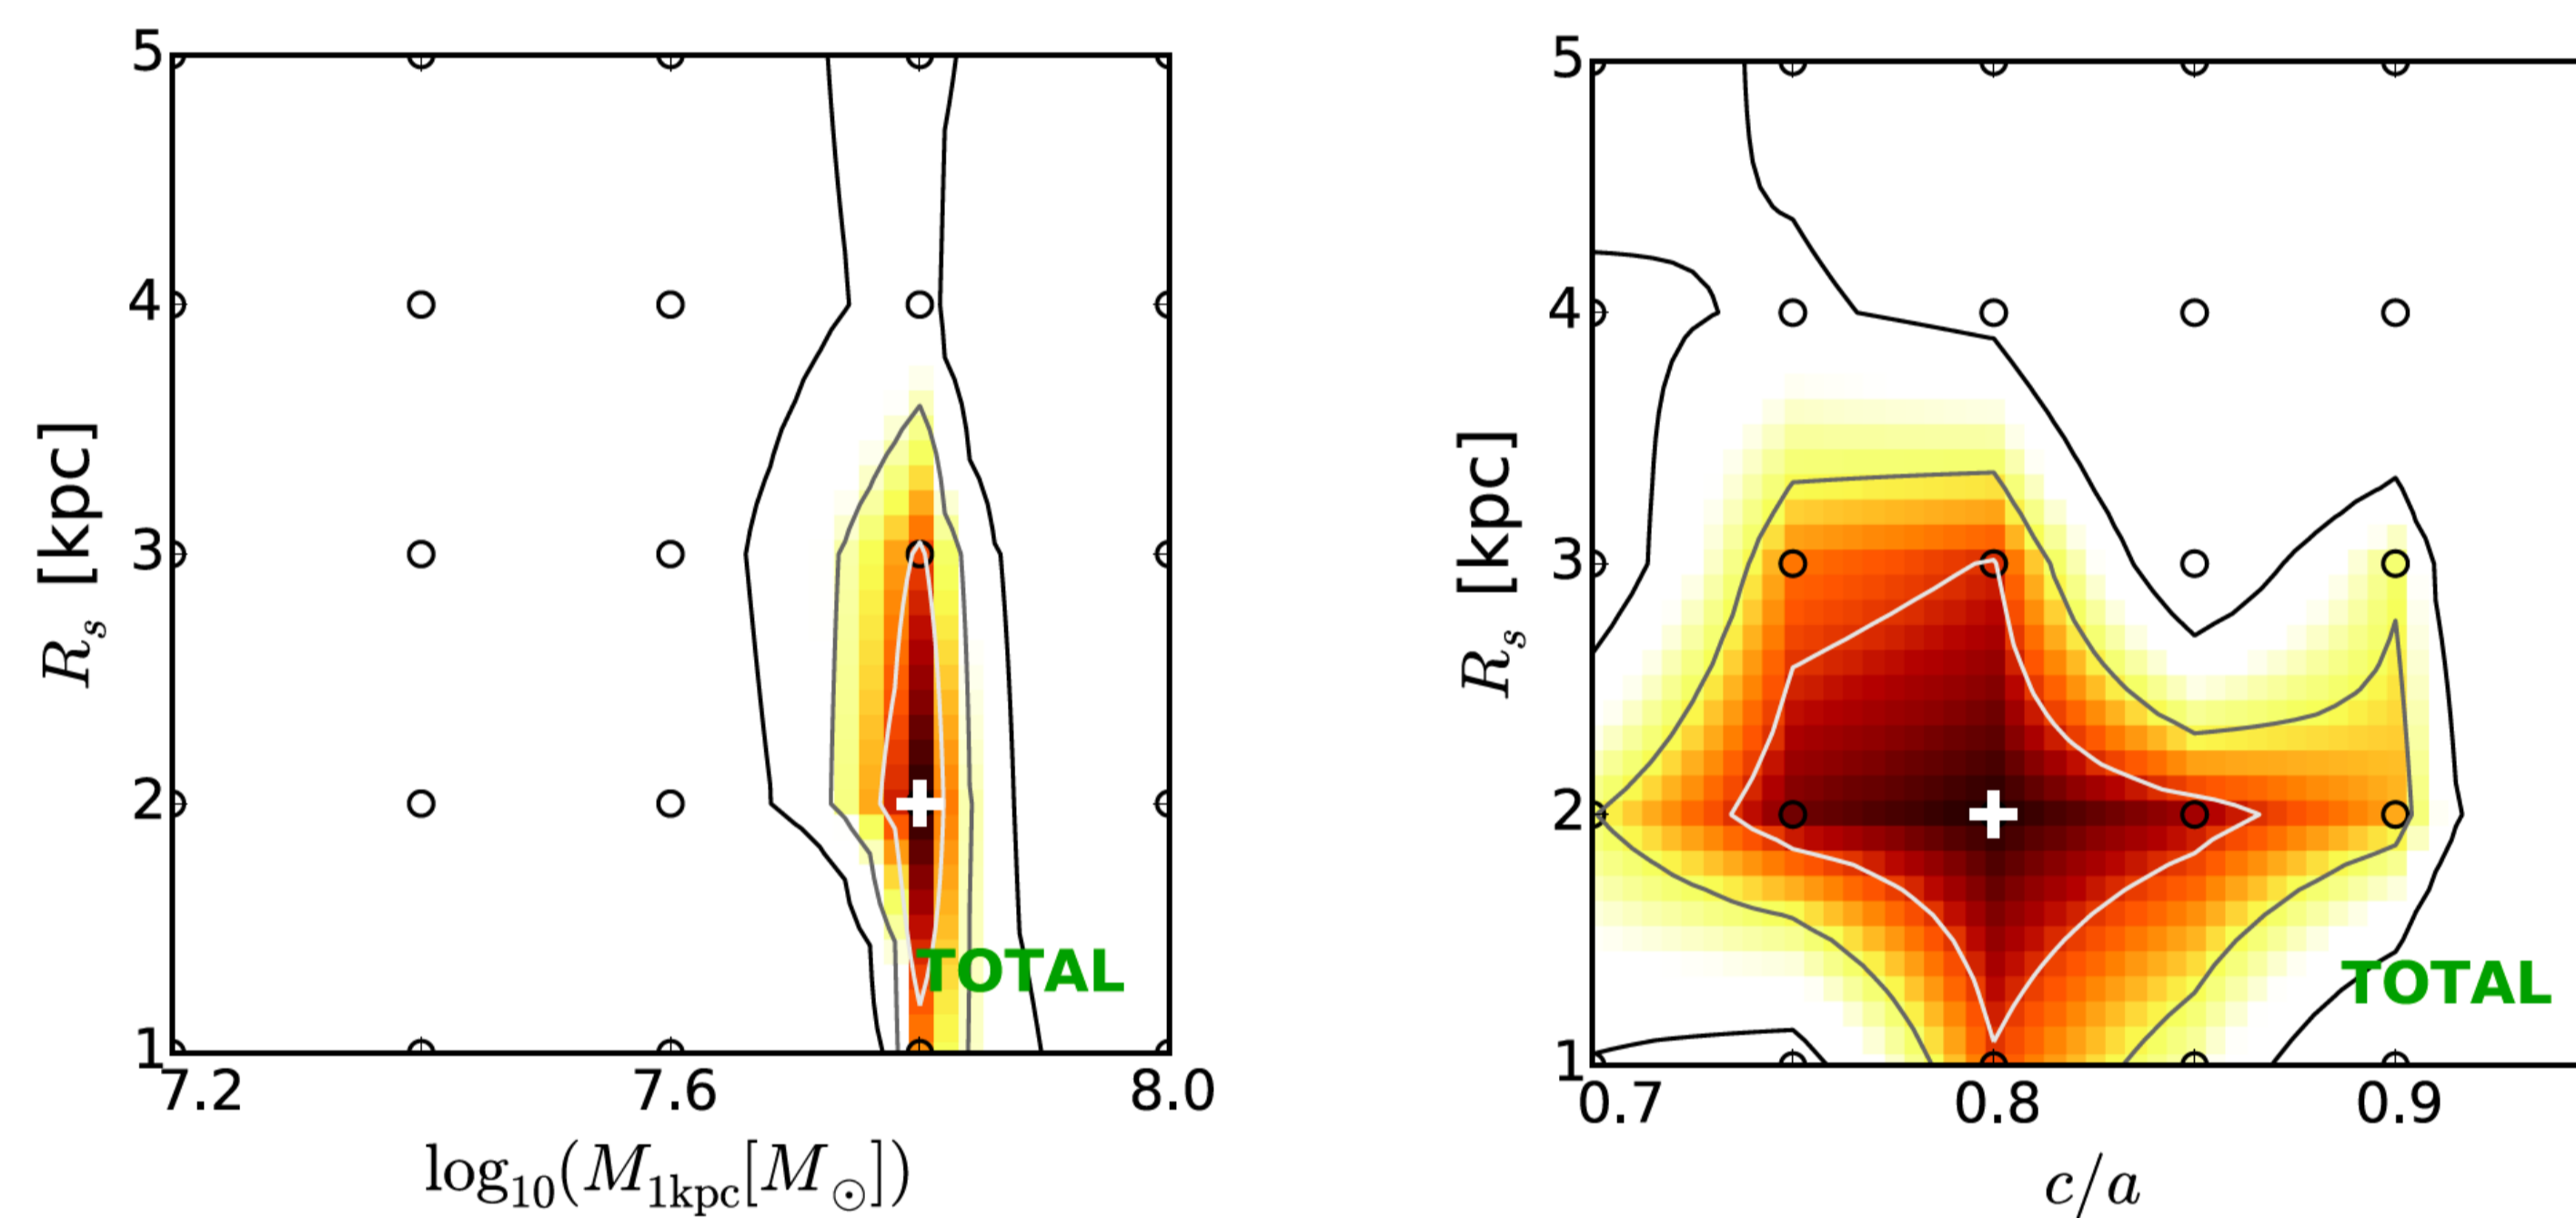 5
4
3
2
1
R_s [kpc]
TOTAL
7.2 7.6 8.0
log10(M1kpc[M⊙])
5
4
3
2
1
R_s [kpc]
TOTAL
0.7 0.8 0.9
c/a